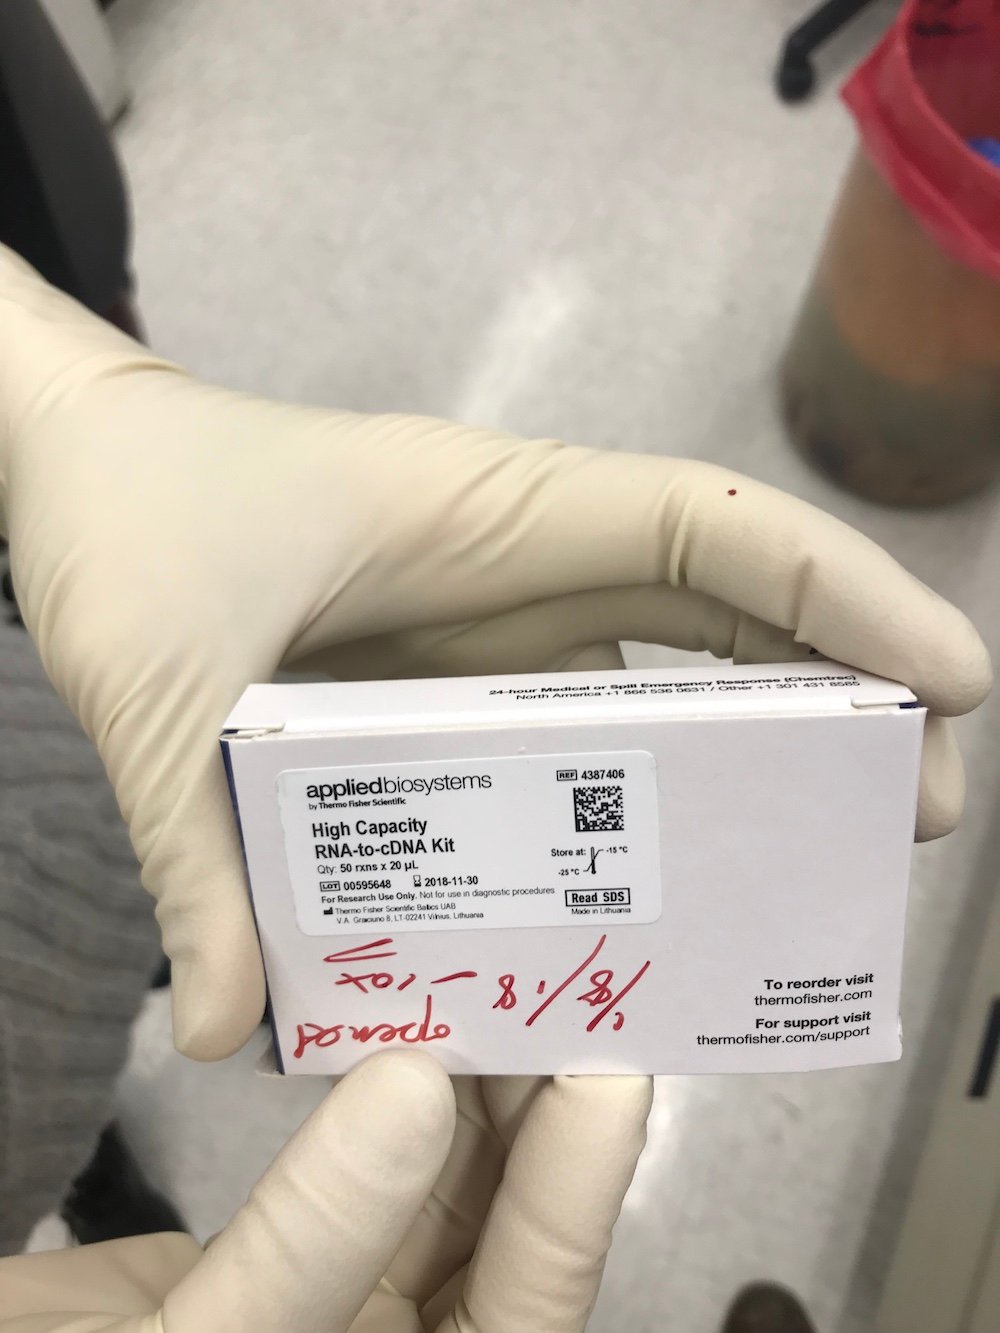 24-hour Medical or Spill Emergency Response (Chemtrec)
North America +1 866 536 0631 / Other +1 301 431 8585
appliedbiosystems
by Thermo Fisher Scientific
REF 4387406
High Capacity
RNA-to-cDNA Kit
Qty: 50 rxns x 20 µL
Store at: -15 °C
-25 °C
LOT 00595648 2018-11-30
For Research Use Only. Not for use in diagnostic procedures.
Read SDS
Thermo Fisher Scientific Baltics UAB
V.A. Graiciuno 8, LT-02241 Vilnius, Lithuania
Made in Lithuania
To reorder visit
thermofisher.com
For support visit
thermofisher.com/support
opened